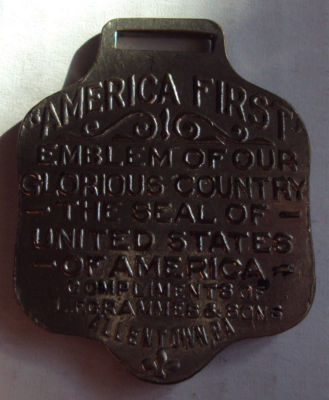 "AMERICA FIRST"
EMBLEM OF OUR
GLORIOUS COUNTRY
- THE SEAL OF -
UNITED STATES
- OF AMERICA -
COMPLIMENTS OF
L. F. GRAMMES & SONS
ALLENTOWN, PA.